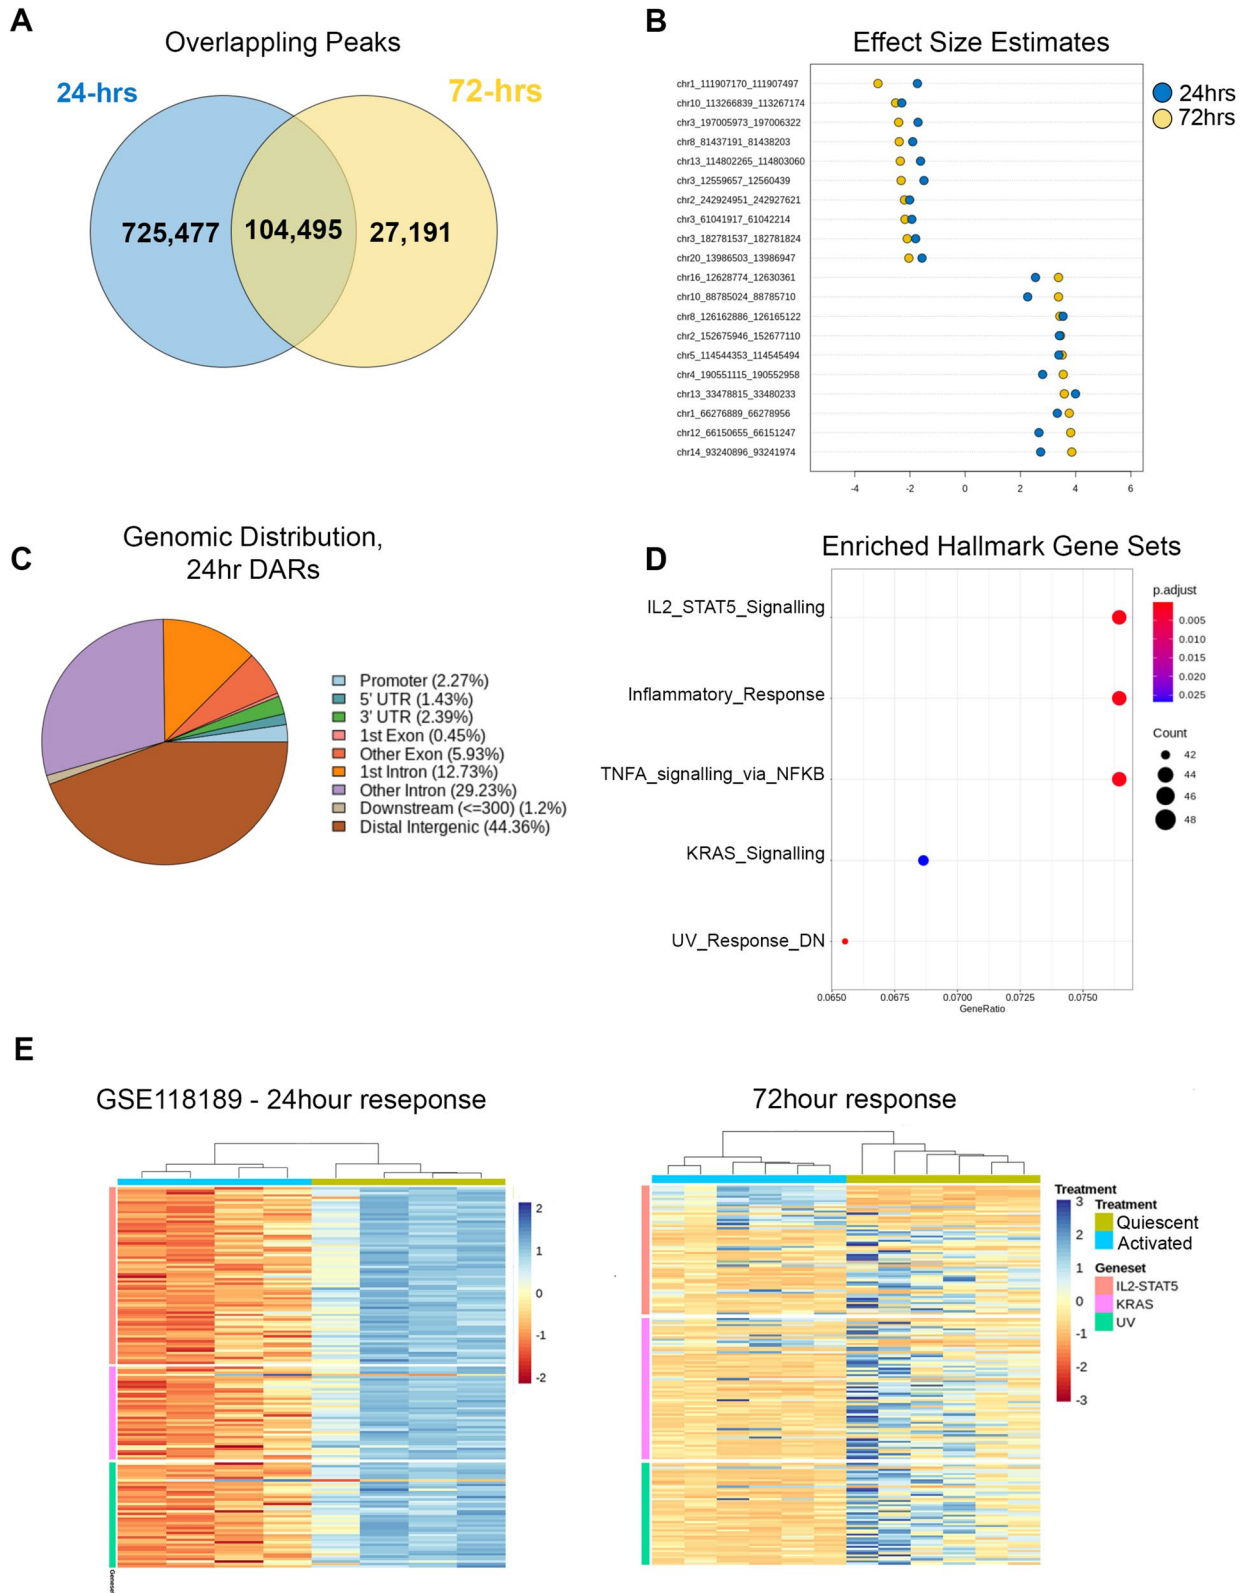 A
Overlappling Peaks
24-hrs
72-hrs
725,477
104,495
27,191
B
Effect Size Estimates
chr1_111907170_111907497
chr10_113266839_113267174
chr3_197005973_197006322
chr8_81437191_81438203
chr13_114802265_114803060
chr3_12559657_12560439
chr2_242924951_242927621
chr3_61041917_61042214
chr3_182781537_182781824
chr20_13986503_13986947
chr16_12628774_12630361
chr10_88785024_88785710
chr8_126162886_126165122
chr2_152675946_152677110
chr5_114544353_114545494
chr4_190551115_190552958
chr13_33478815_33480233
chr1_66276889_66278956
chr12_66150655_66151247
chr14_93240896_93241974
-4 -2 0 2 4 6
24hrs
72hrs
C
Genomic Distribution,
24hr DARs
Promoter (2.27%)
5' UTR (1.43%)
3' UTR (2.39%)
1st Exon (0.45%)
Other Exon (5.93%)
1st Intron (12.73%)
Other Intron (29.23%)
Downstream (<=300) (1.2%)
Distal Intergenic (44.36%)
D
Enriched Hallmark Gene Sets
IL2_STAT5_Signalling
Inflammatory_Response
TNFA_signalling_via_NFKB
KRAS_Signalling
UV_Response_DN
0.0650 0.0675 0.0700 0.0725 0.0750
GeneRatio
p.adjust
0.005
0.010
0.015
0.020
0.025
Count
42
44
46
48
E
GSE118189 - 24hour reseponse
2
1
0
-1
-2
Geneset
72hour response
Treatment
3
2
1
0
-1
-2
-3
Treatment
Quiescent
Activated
Geneset
IL2-STAT5
KRAS
UV